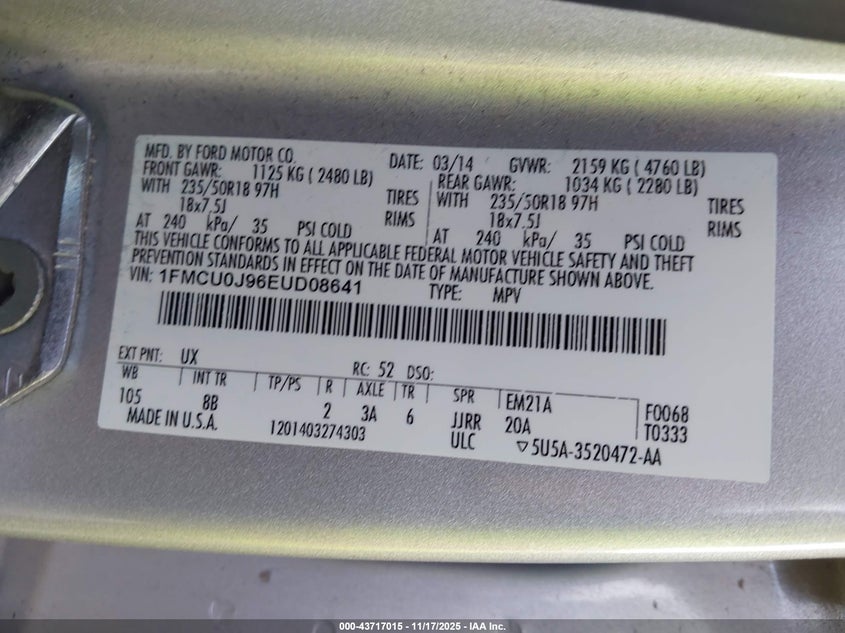 MFD. BY FORD MOTOR CO.
DATE: 03/14 GVWR: 2159 KG ( 4760 LB)
FRONT GAWR: 1125 KG ( 2480 LB) REAR GAWR: 1034 KG ( 2280 LB)
WITH 235/50R18 97H TIRES WITH 235/50R18 97H TIRES
18x7.5J RIMS 18x7.5J RIMS
AT 240 kPa/ 35 PSI COLD AT 240 kPa/ 35 PSI COLD
THIS VEHICLE CONFORMS TO ALL APPLICABLE FEDERAL MOTOR VEHICLE SAFETY AND THEFT
PREVENTION STANDARDS IN EFFECT ON THE DATE OF MANUFACTURE SHOWN ABOVE.
VIN: 1FMCU0J96EUD08641 TYPE: MPV
EXT PNT: UX RC: 52 DSO:
WB INT TR TP/PS R AXLE TR SPR EM21A F0068
105 8B 2 3A 6 JJRR 20A T0333
MADE IN U.S.A. 1201403274303 ULC ▽5U5A-3520472-AA
000-43717015 - 11/17/2025 - IAA Inc.